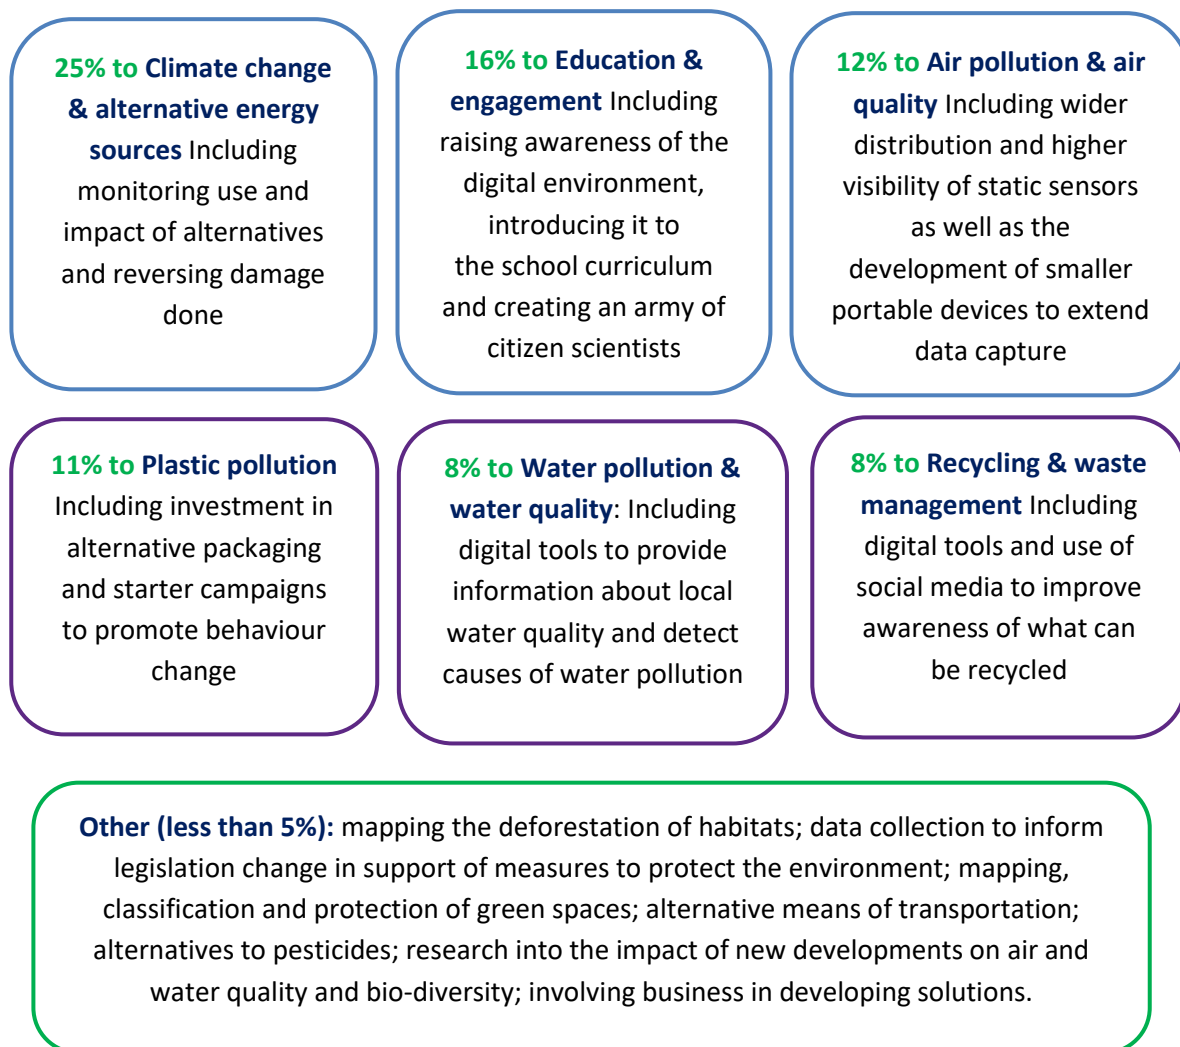 25% to Climate change
& alternative energy
sources Including
monitoring use and
impact of alternatives
and reversing damage
done
16% to Education &
engagement Including
raising awareness of the
digital environment,
introducing it to
the school curriculum
and creating an army of
citizen scientists
12% to Air pollution & air
quality Including wider
distribution and higher
visibility of static sensors
as well as the
development of smaller
portable devices to extend
data capture
11% to Plastic pollution
Including investment in
alternative packaging
and starter campaigns
to promote behaviour
change
8% to Water pollution &
water quality: Including
digital tools to provide
information about local
water quality and detect
causes of water pollution
8% to Recycling & waste
management Including
digital tools and use of
social media to improve
awareness of what can
be recycled
Other (less than 5%): mapping the deforestation of habitats; data collection to inform
legislation change in support of measures to protect the environment; mapping,
classification and protection of green spaces; alternative means of transportation;
alternatives to pesticides; research into the impact of new developments on air and
water quality and bio-diversity; involving business in developing solutions.